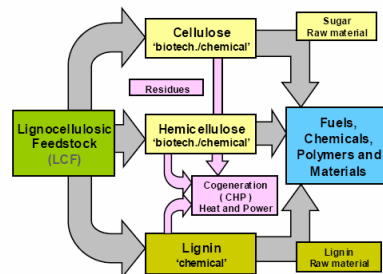 Cellulose
'biotech./chemical'
Sugar
Raw material
Residues
Lignocellulosic
Feedstock
(LCF)
Hemicellulose
'biotech./chemical'
Fuels,
Chemicals,
Polymers and
Materials
Cogeneration
(CHP)
Heat and Power
Lignin
'chemical'
Lignin
Raw material